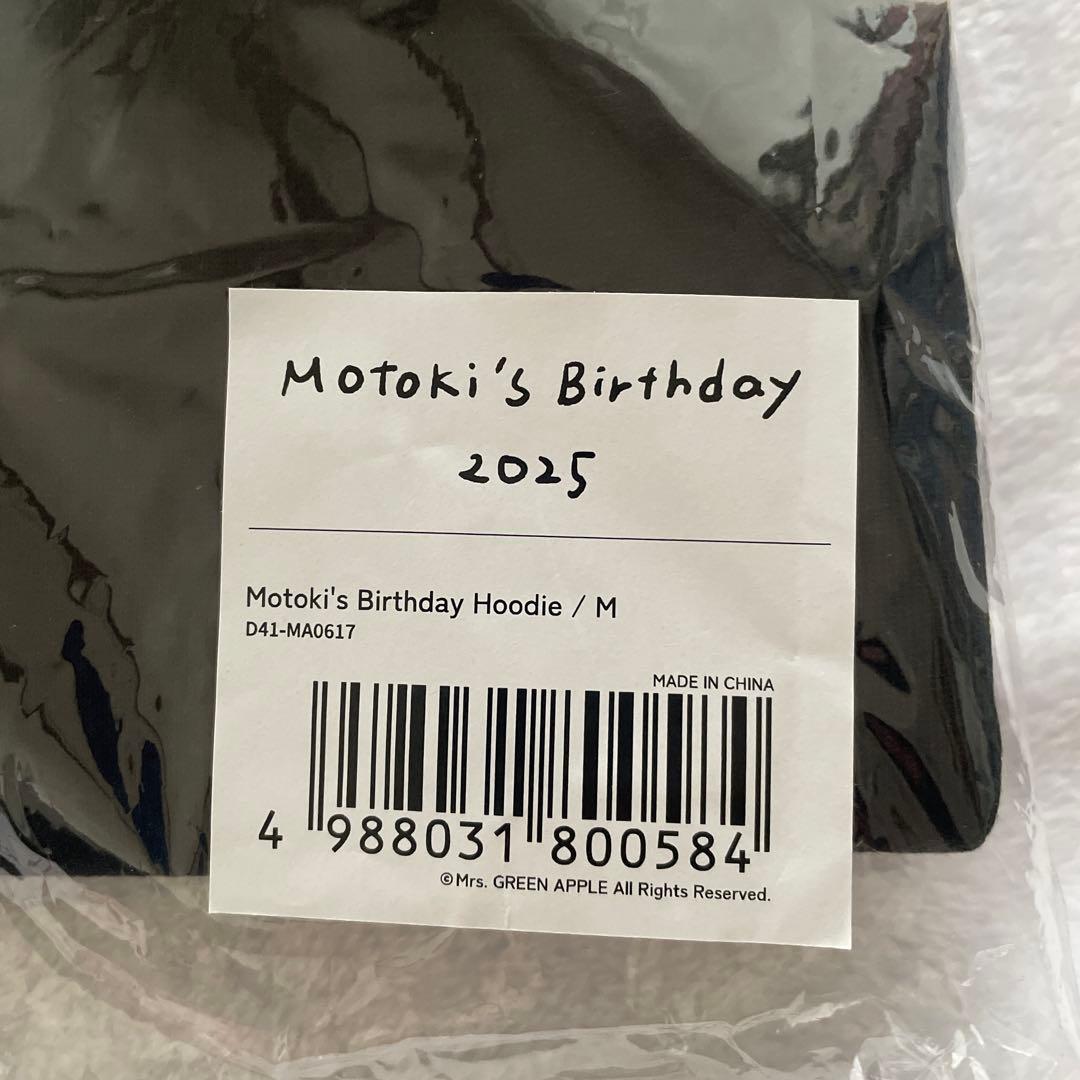 Motoki's Birthday
2025
Motoki's Birthday Hoodie / M
D41-MA0617
MADE IN CHINA
4 988031 800584
©Mrs. GREEN APPLE All Rights Reserved.